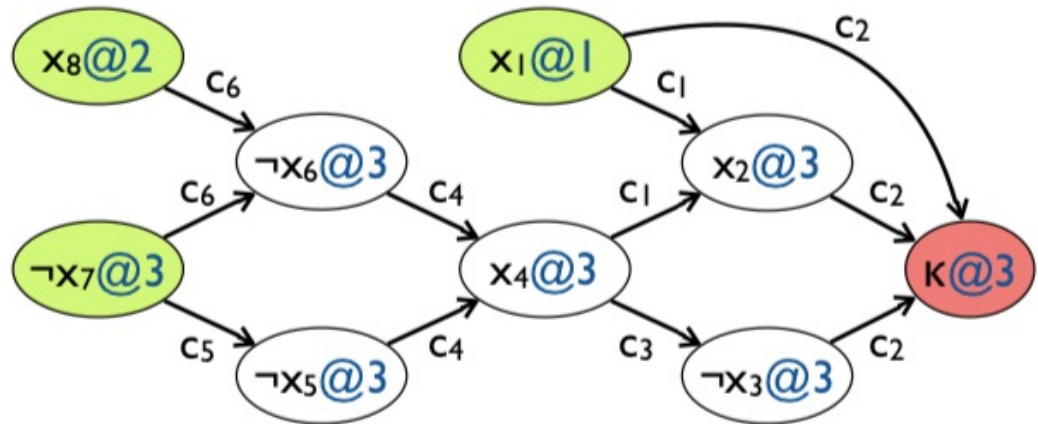 x₈@2
x₁@1
c₂
c₆
c₁
¬x₆@3
x₂@3
c₆
c₄
c₁
c₂
¬x₇@3
x₄@3
κ@3
c₅
c₄
c₃
c₂
¬x₅@3
¬x₃@3